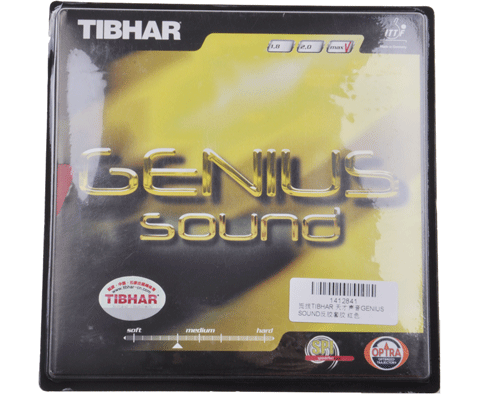 TIBHAR
1.8 2.0 max
GENIUS
sound
TIBHAR
1412841
挺拔TIBHAR 天才声音GENIUS
SOUND反胶套胶 红色
soft medium hard
OPTRA